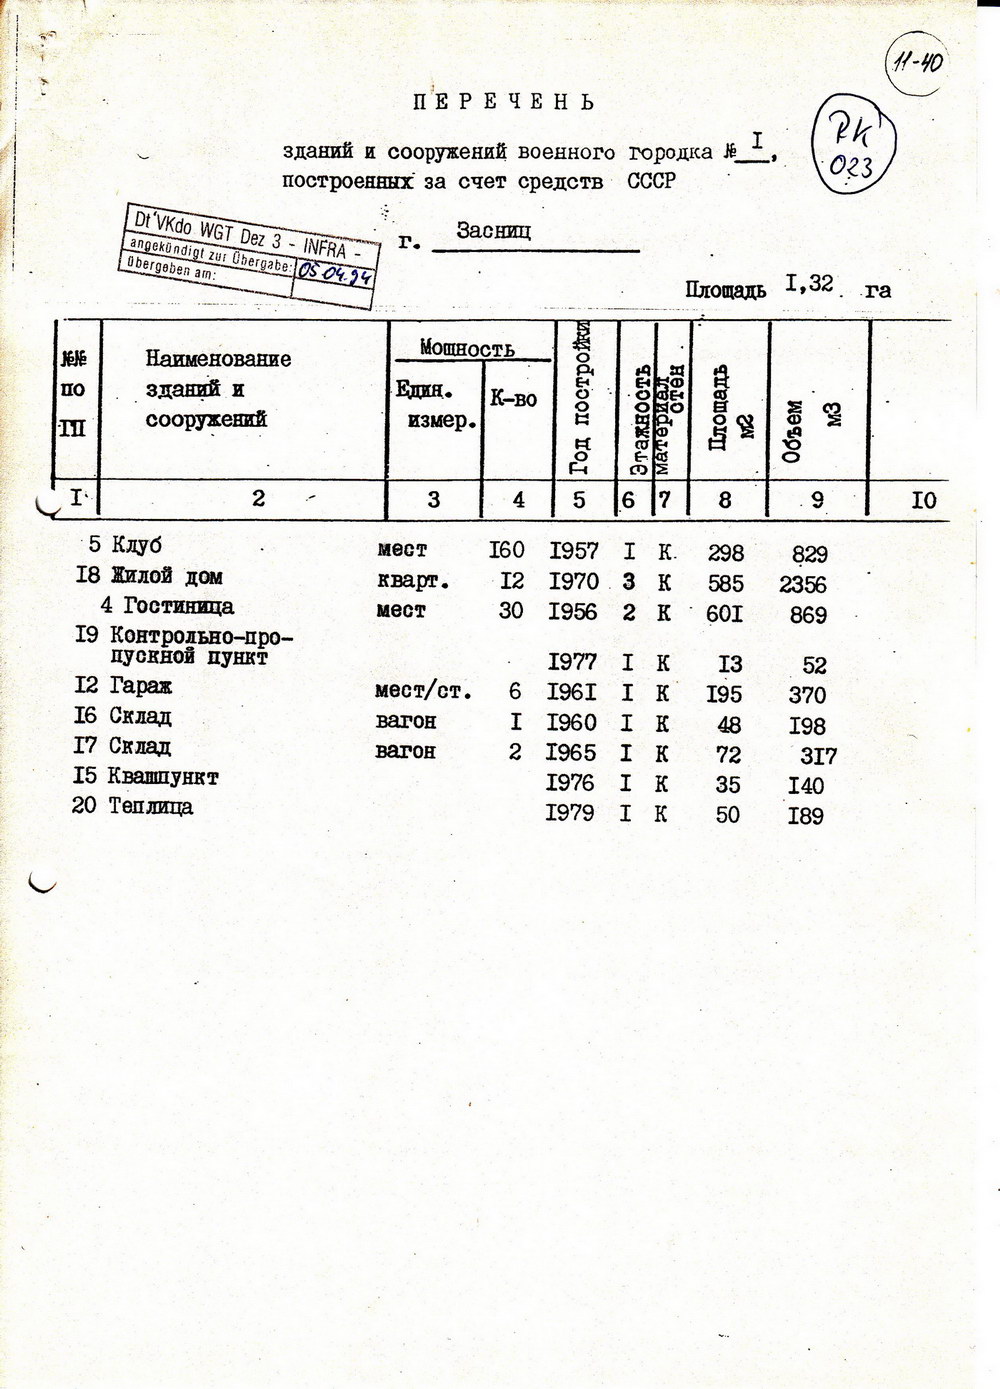 11-40
ПЕРЕЧЕНЬ
зданий и сооружений военного городка № I,
построенных за счет средств СССР
РК
023
Dt'VKdo WGT Dez 3 - INFRA -
angekündigt zur Übergabe: 05.04.94
übergeben am:
г. Засниц
Площадь I,32 га
№№ по ПП Наименование зданий и сооружений Мощность Един. измер. К-во Год постройки Этажность материал стен Площадь м2 Объем м3
I 2 3 4 5 6 7 8 9 IO
5 Клуб мест I60 I957 I К 298 829
I8 Жилой дом кварт. I2 I970 3 К 585 2356
4 Гостиница мест 30 I956 2 К 60I 869
I9 Контрольно-про-
пускной пункт I977 I К I3 52
I2 Гараж мест/ст. 6 I96I I К I95 370
I6 Склад вагон I I960 I К 48 I98
I7 Склад вагон 2 I965 I К 72 3I7
I5 Квашпункт I976 I К 35 I40
20 Теплица I979 I К 50 I89